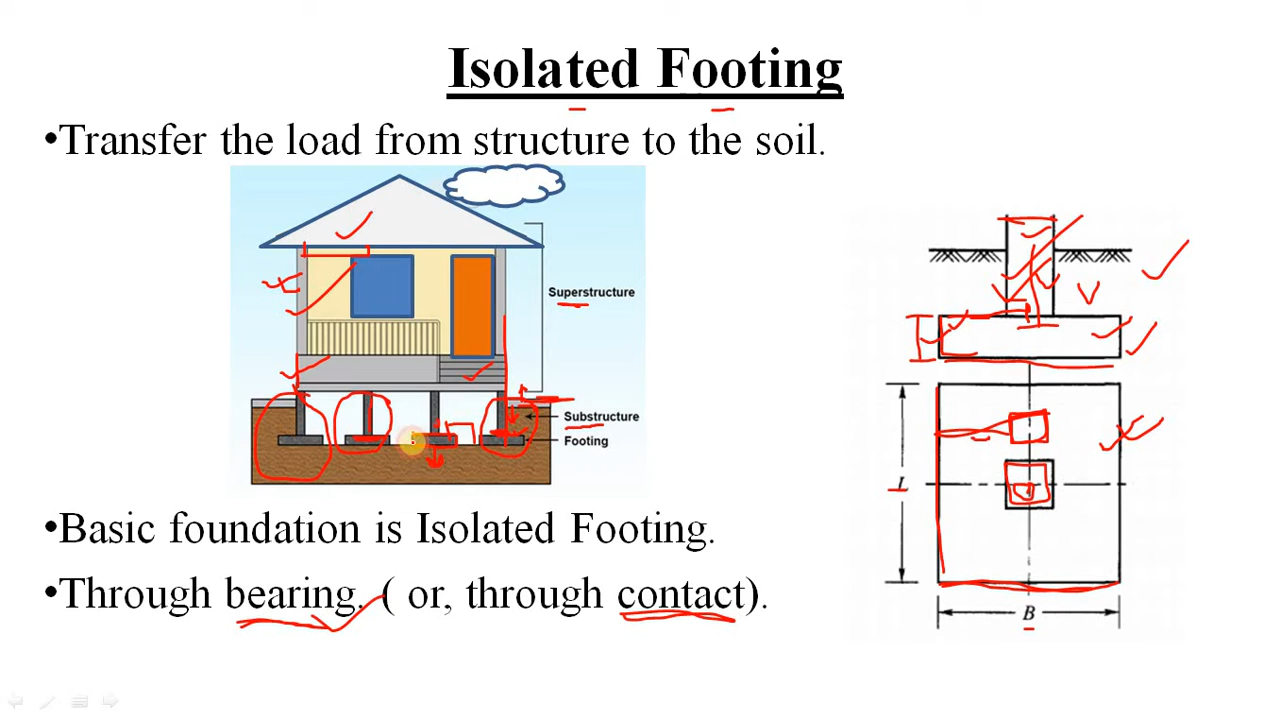 Isolated Footing
•Transfer the load from structure to the soil.
Superstructure
Substructure
Footing
•Basic foundation is Isolated Footing.
•Through bearing. ( or, through contact).
B